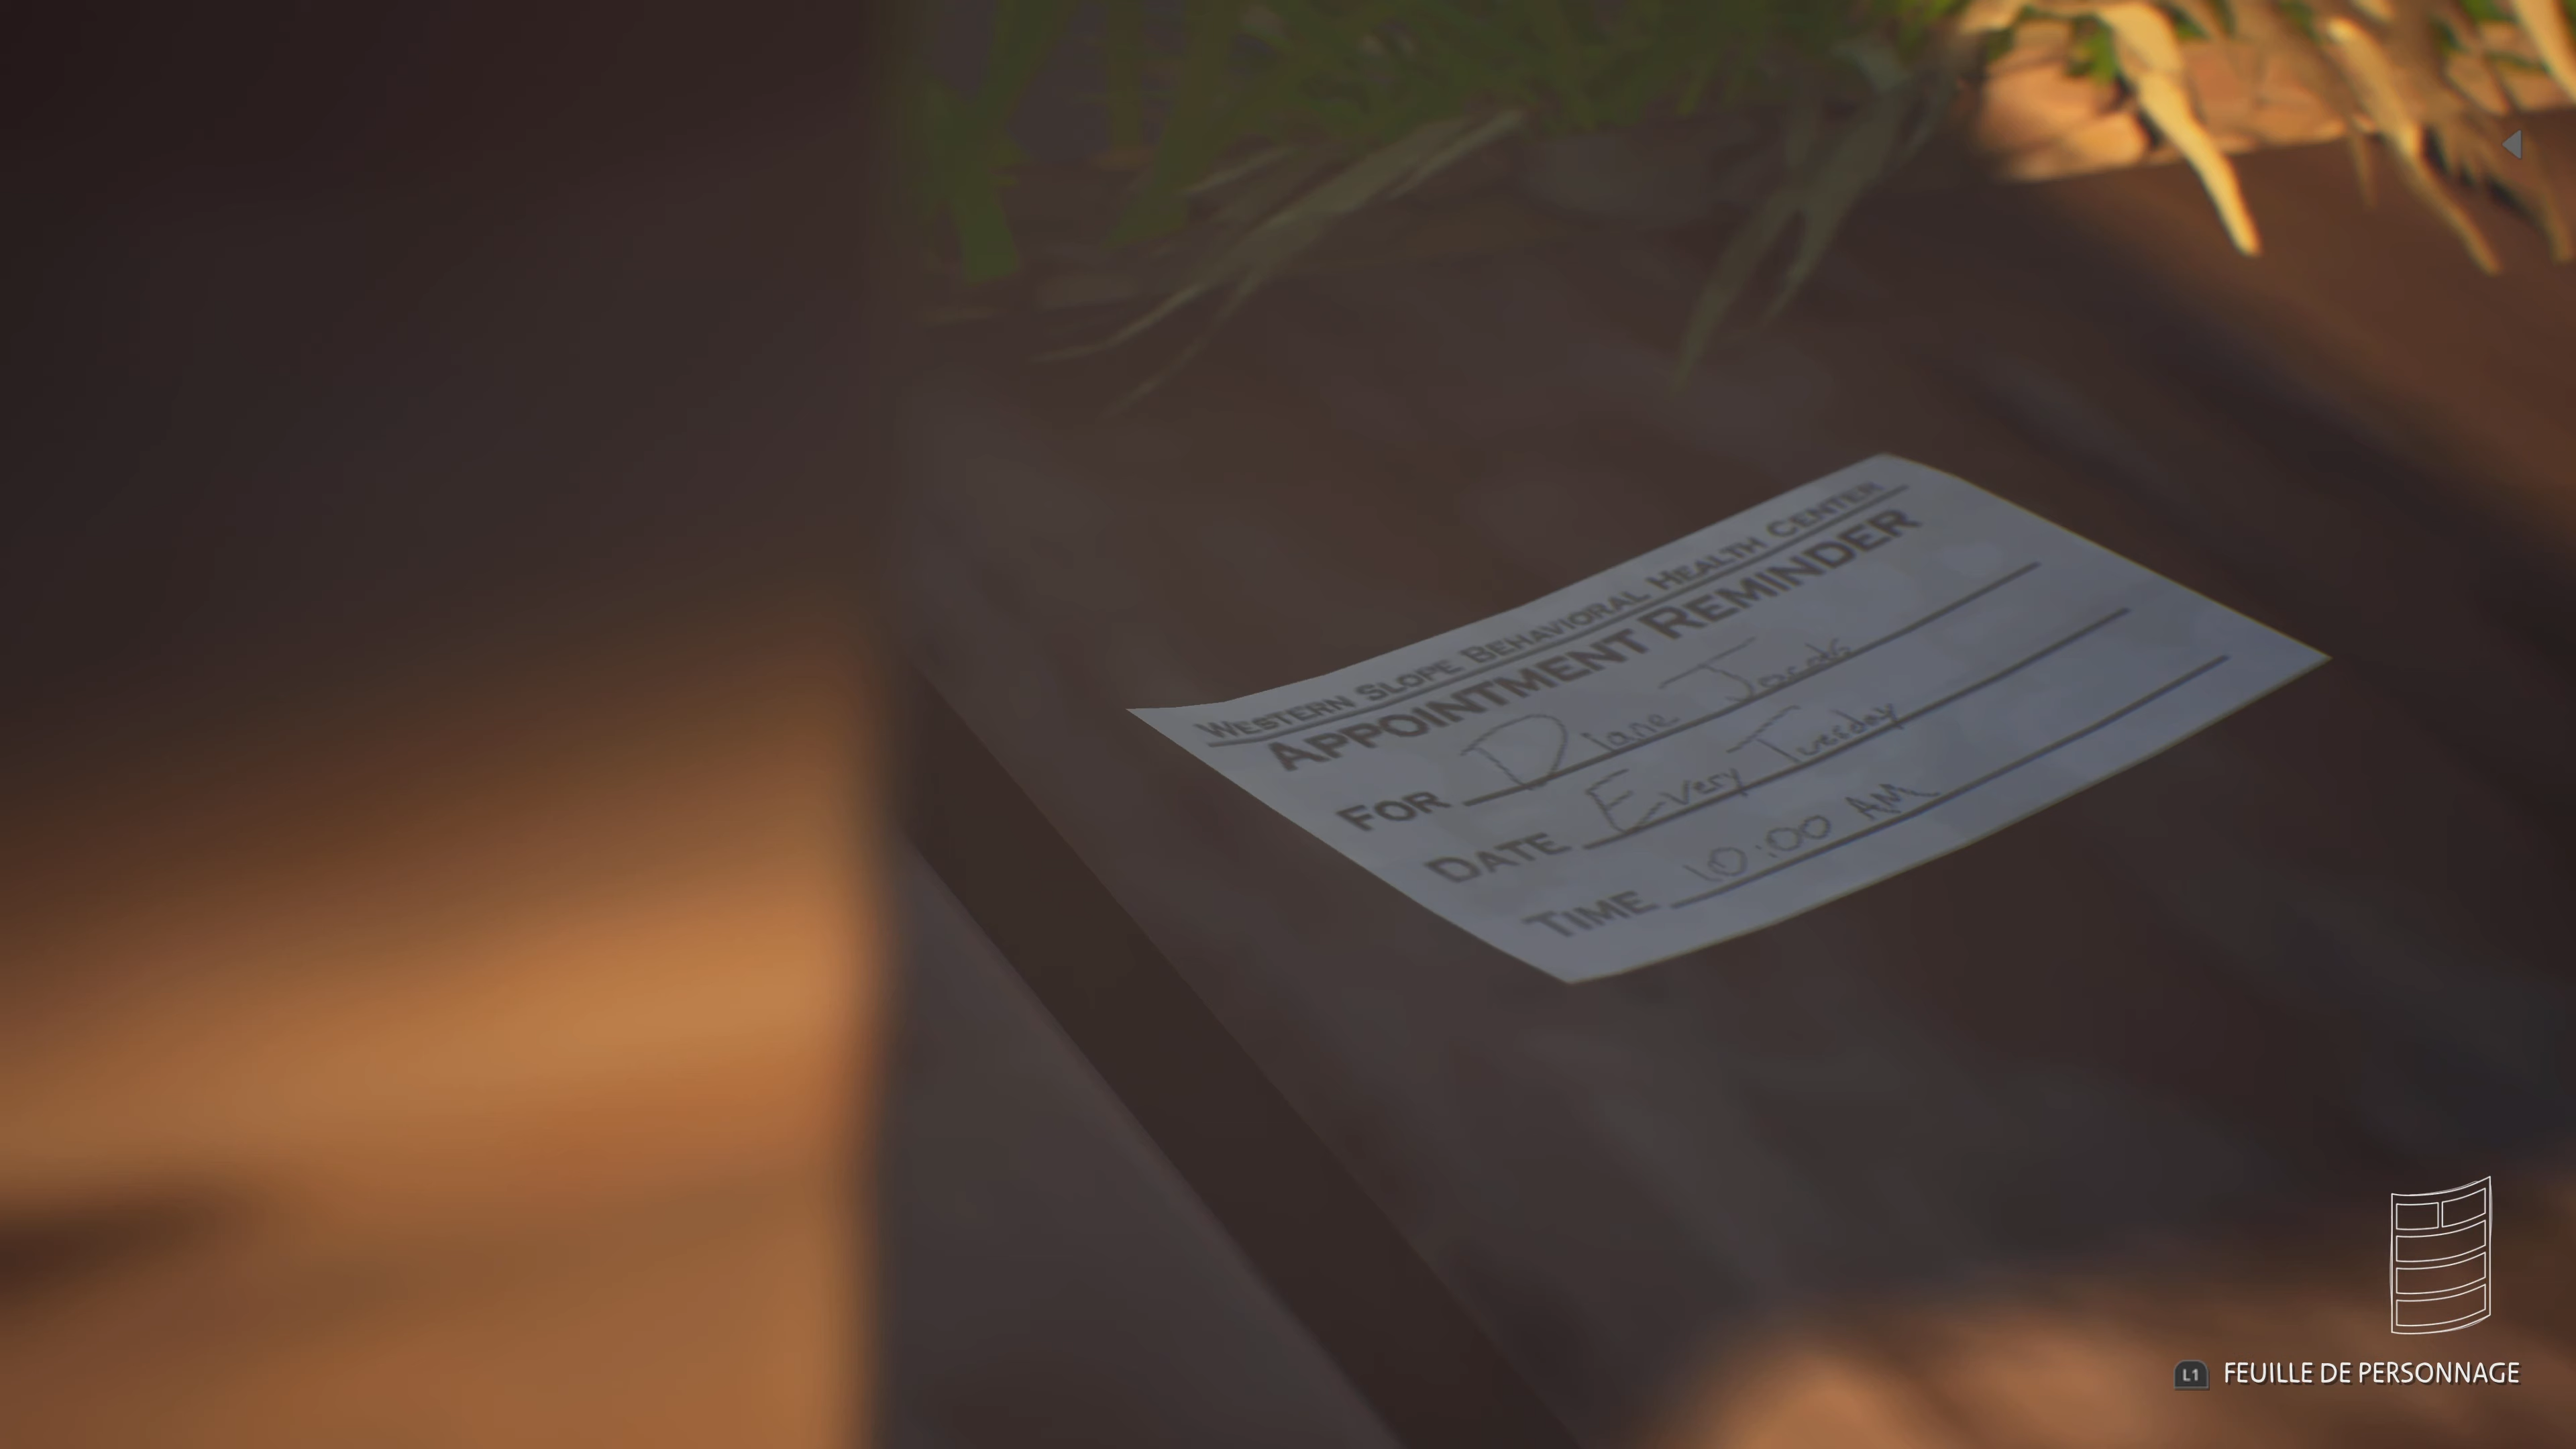 WESTERN SLOPE BEHAVIORAL HEALTH CENTER
APPOINTMENT REMINDER
FOR Diane Jacobs
DATE Every Tuesday
TIME 10:00 AM
L1 FEUILLE DE PERSONNAGE